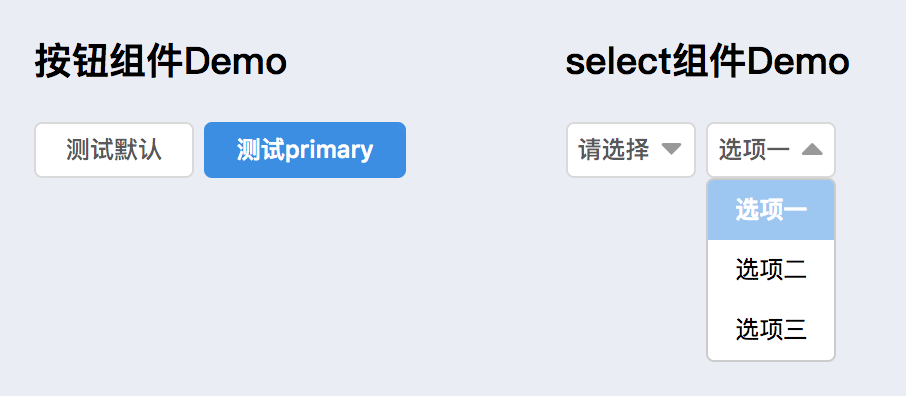 按钮组件Demo
select组件Demo
测试默认
测试primary
请选择
选项一
选项一
选项二
选项三